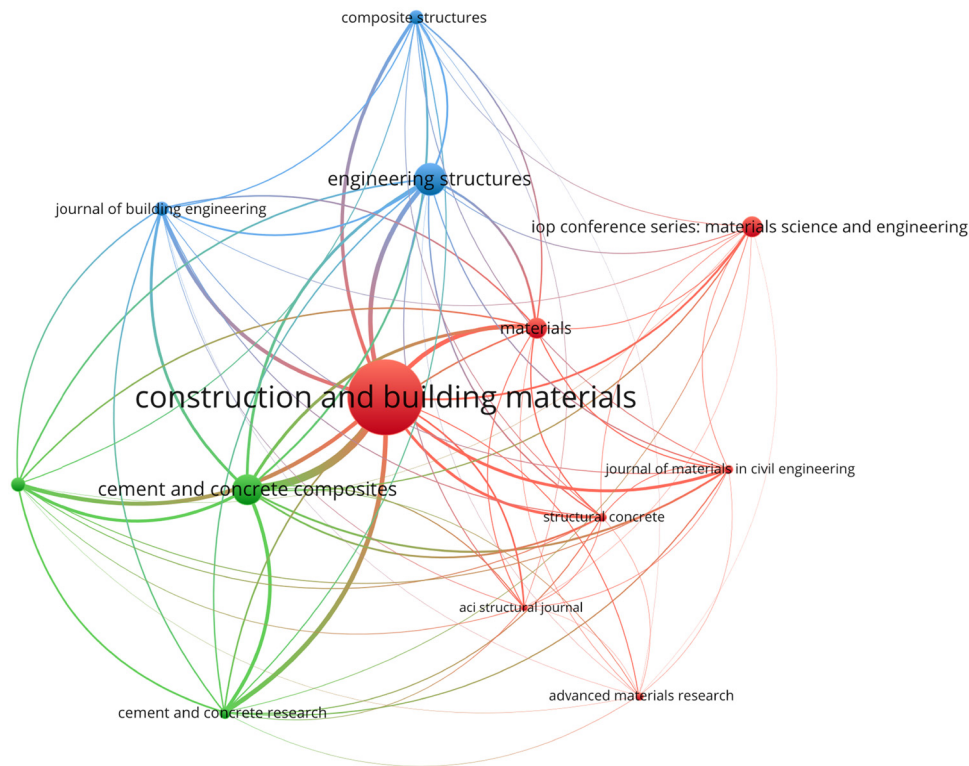 composite structures
engineering structures
journal of building engineering
iop conference series: materials science and engineering
materials
construction and building materials
journal of materials in civil engineering
cement and concrete composites
structural concrete
aci structural journal
advanced materials research
cement and concrete research